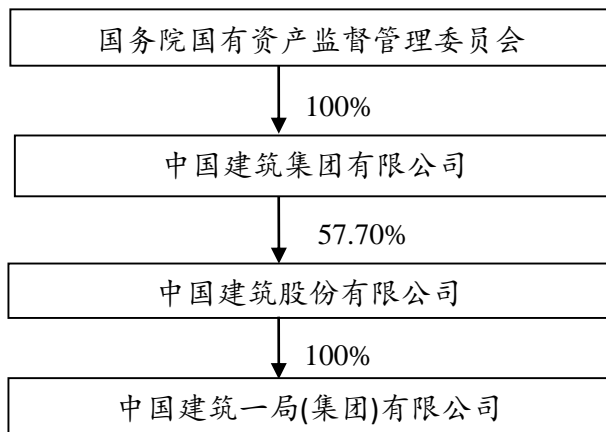 国务院国有资产监督管理委员会
100%
中国建筑集团有限公司
57.70%
中国建筑股份有限公司
100%
中国建筑一局(集团)有限公司